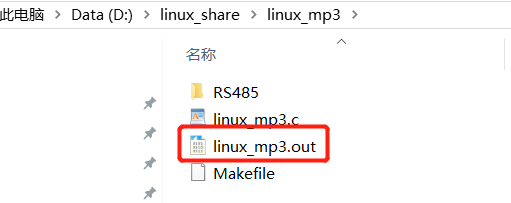 此电脑 > Data (D:) > linux_share > linux_mp3 >
名称
RS485
linux_mp3.c
linux_mp3.out
Makefile